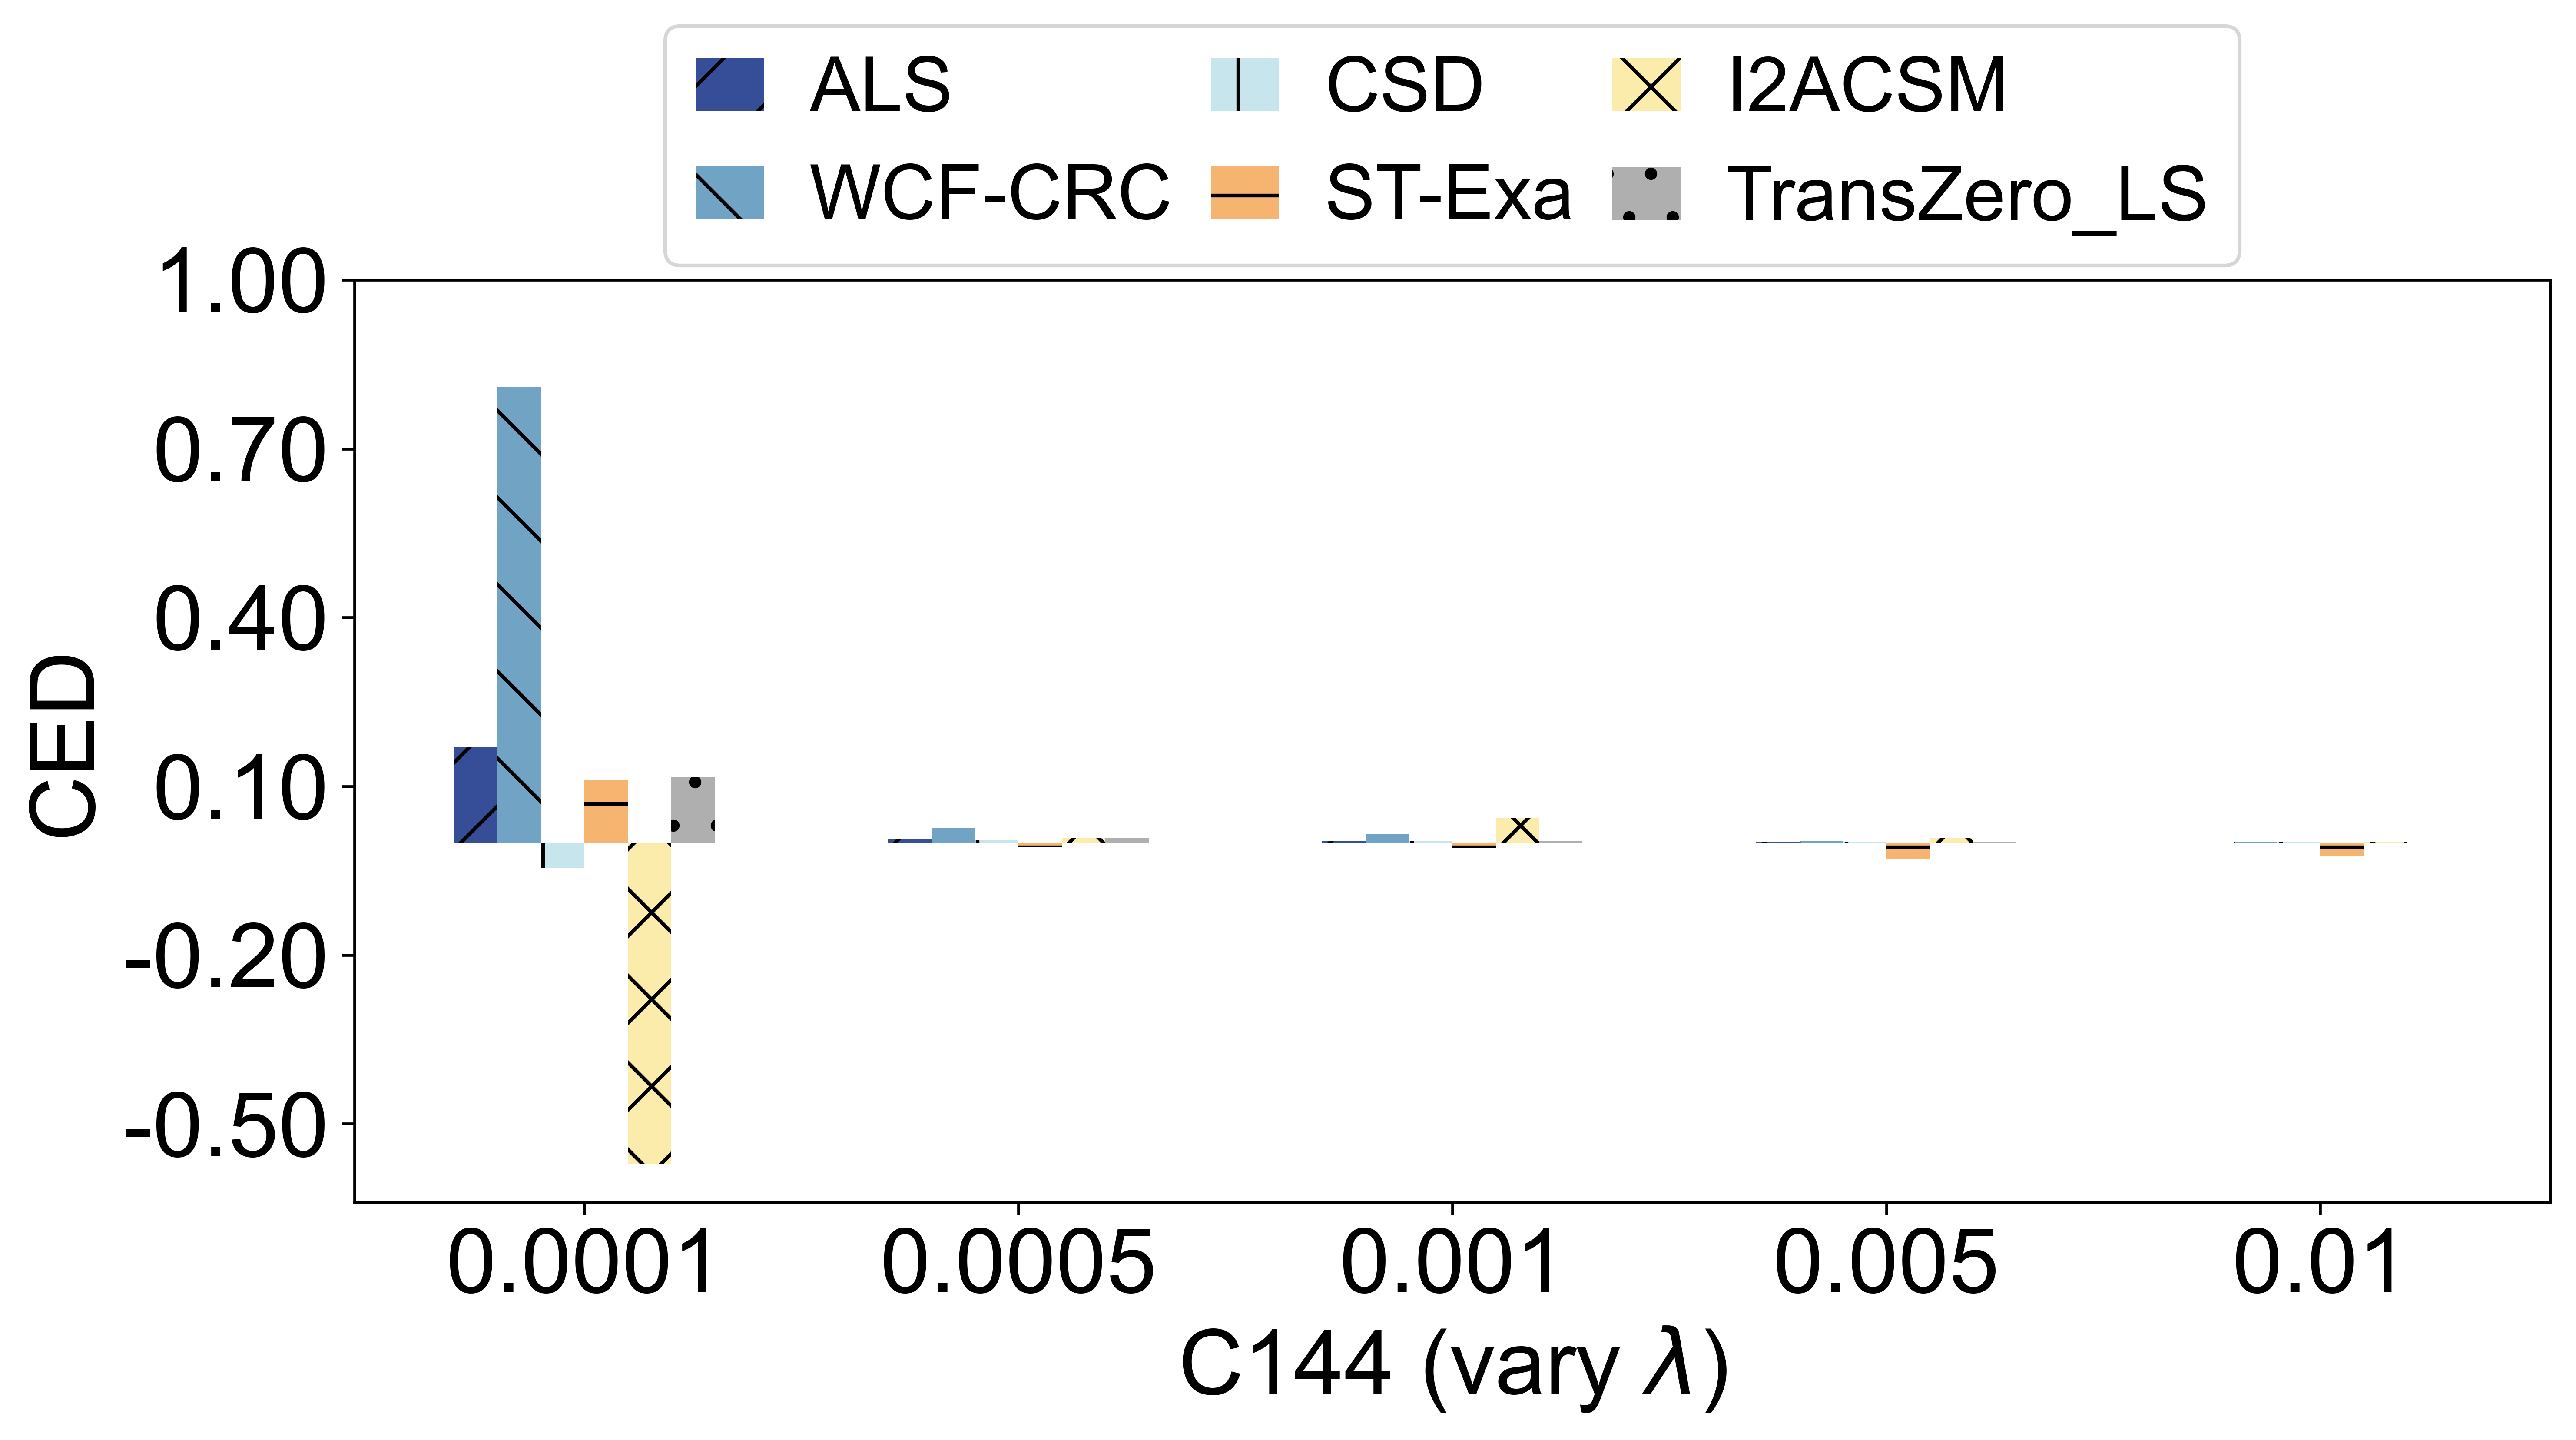 ALS
CSD
I2ACSM
WCF-CRC
ST-Exa
TransZero_LS
1.00
0.70
0.40
0.10
-0.20
-0.50
CED
0.0001
0.0005
0.001
0.005
0.01
C144 (vary λ)